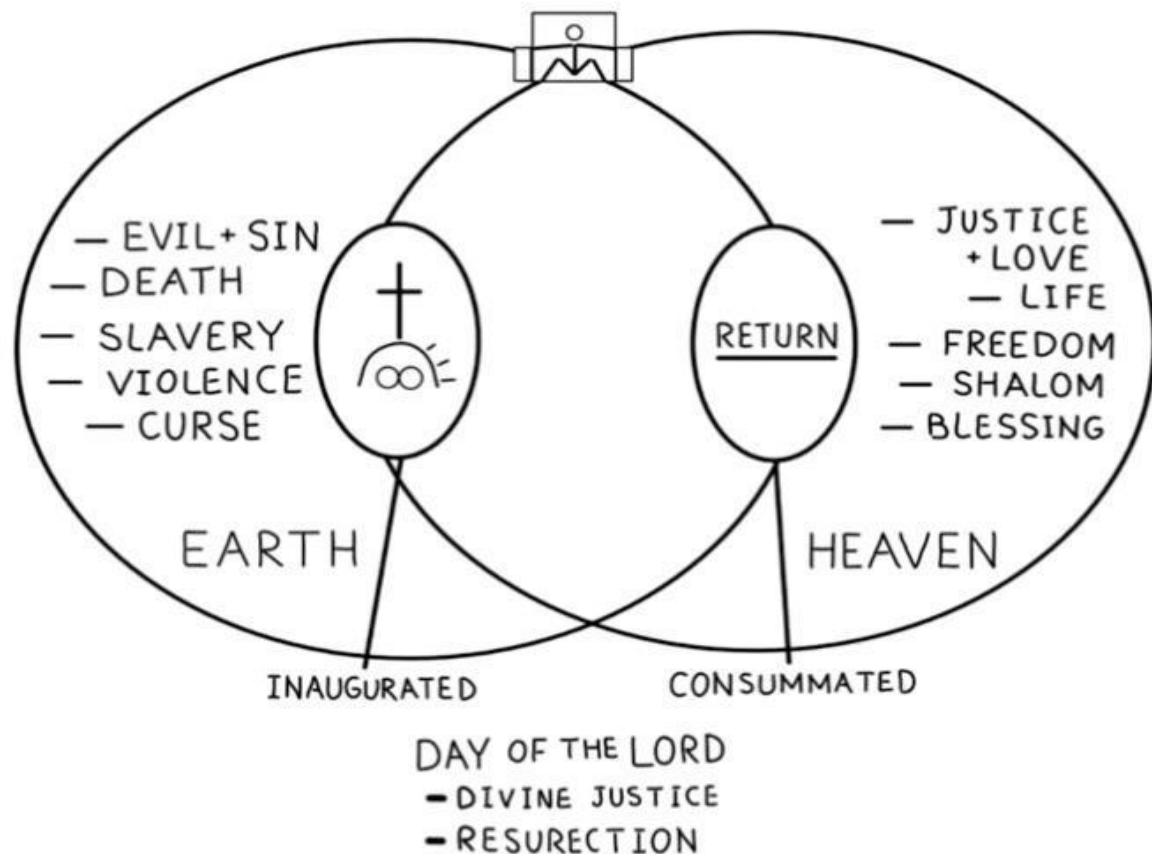 — EVIL + SIN
— DEATH
— SLAVERY
— VIOLENCE
— CURSE
EARTH
RETURN
— JUSTICE
+ LOVE
— LIFE
— FREEDOM
— SHALOM
— BLESSING
HEAVEN
INAUGURATED
CONSUMMATED
DAY OF THE LORD
- DIVINE JUSTICE
- RESURECTION